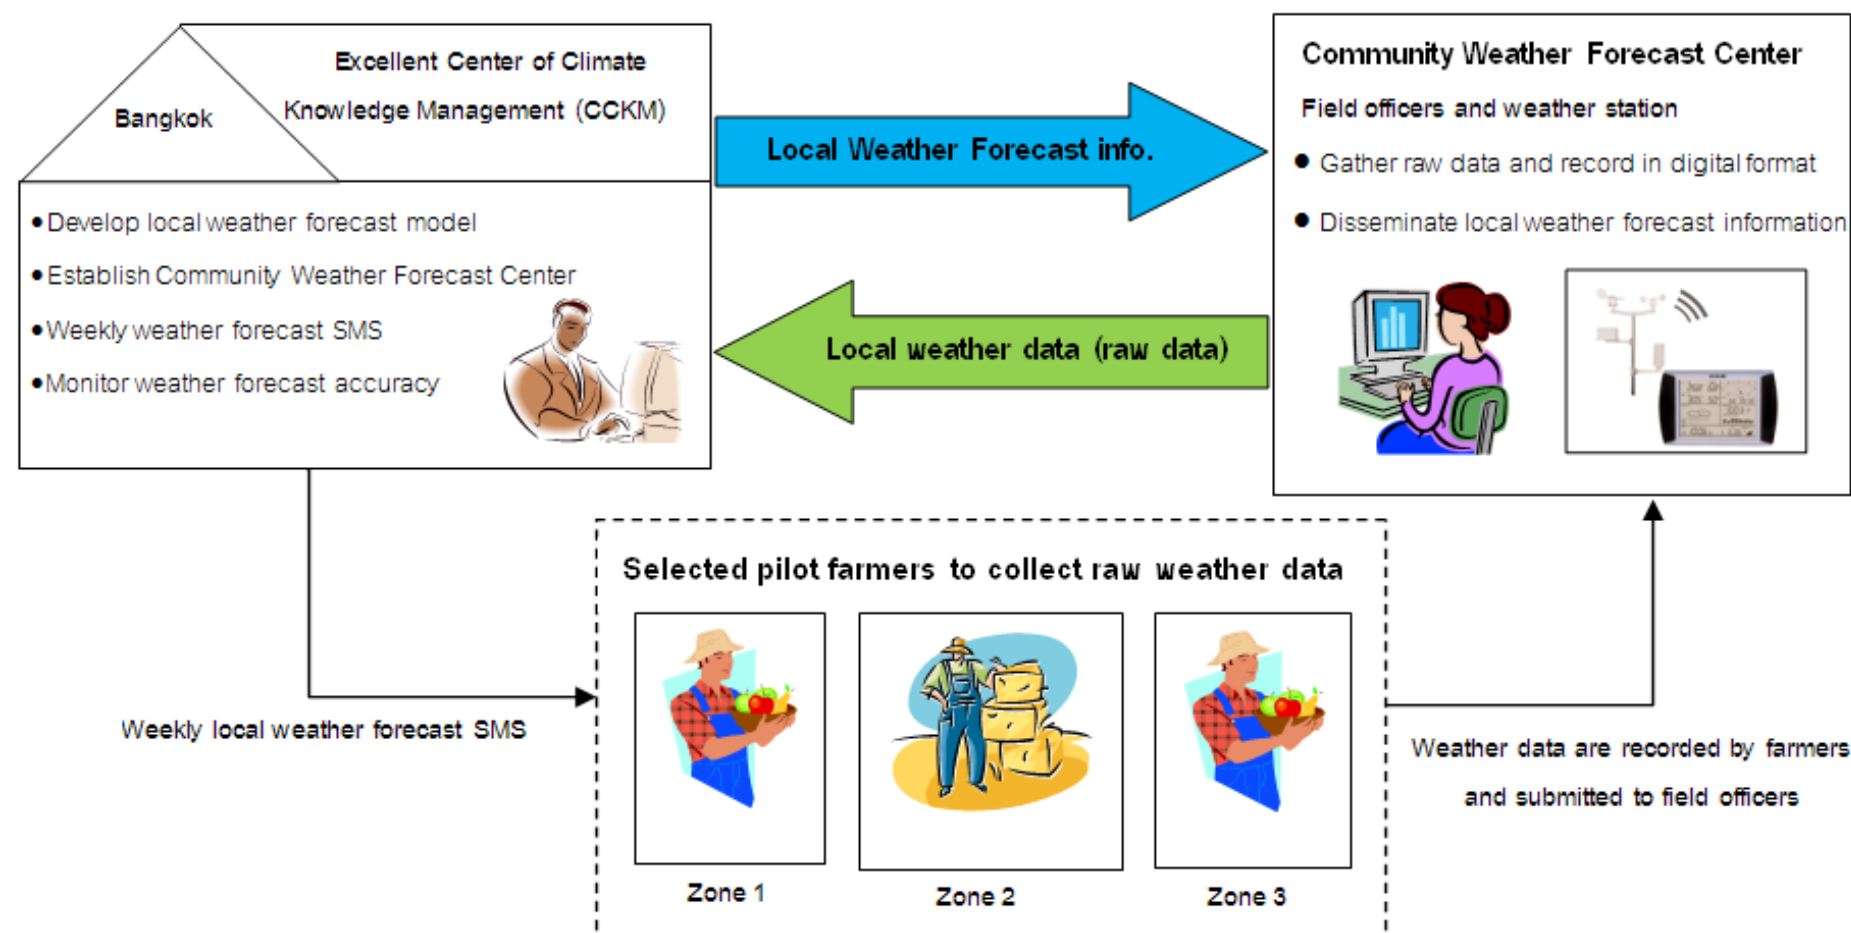 Excellent Center of Climate
Knowledge Management (CCKM)
Bangkok
• Develop local weather forecast model
• Establish Community Weather Forecast Center
• Weekly weather forecast SMS
• Monitor weather forecast accuracy
Local Weather Forecast info.
Local weather data (raw data)
Community Weather Forecast Center
Field officers and weather station
• Gather raw data and record in digital format
• Disseminate local weather forecast information
Selected pilot farmers to collect raw weather data
Zone 1
Zone 2
Zone 3
Weekly local weather forecast SMS
Weather data are recorded by farmers
and submitted to field officers